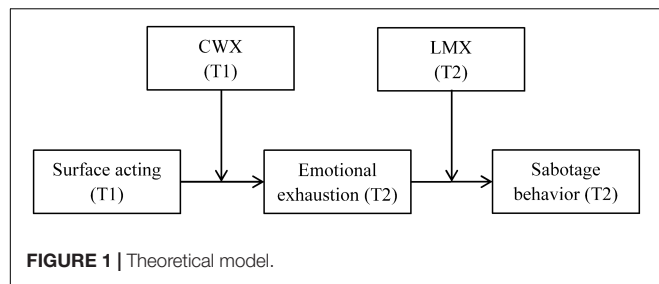 CWX
(T1)
LMX
(T2)
Surface acting
(T1)
Emotional
exhaustion (T2)
Sabotage
behavior (T2)
FIGURE 1 | Theoretical model.